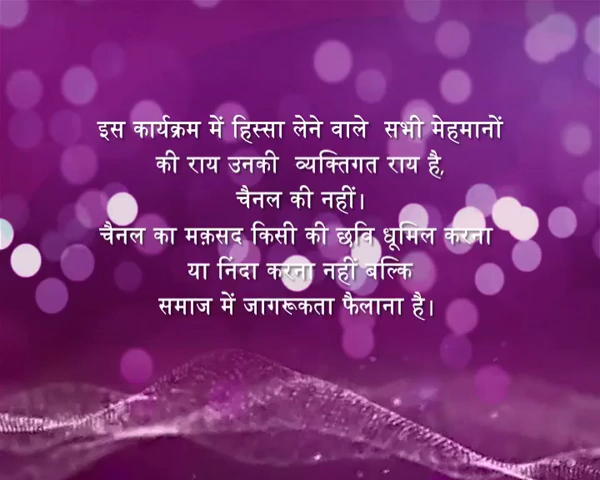 इस कार्यक्रम में हिस्सा लेने वाले सभी मेहमानों
की राय उनकी व्यक्तिगत राय है,
चैनल की नहीं।
चैनल का मक़सद किसी की छवि धूमिल करना
या निंदा करना नहीं बल्कि
समाज में जागरूकता फैलाना है।